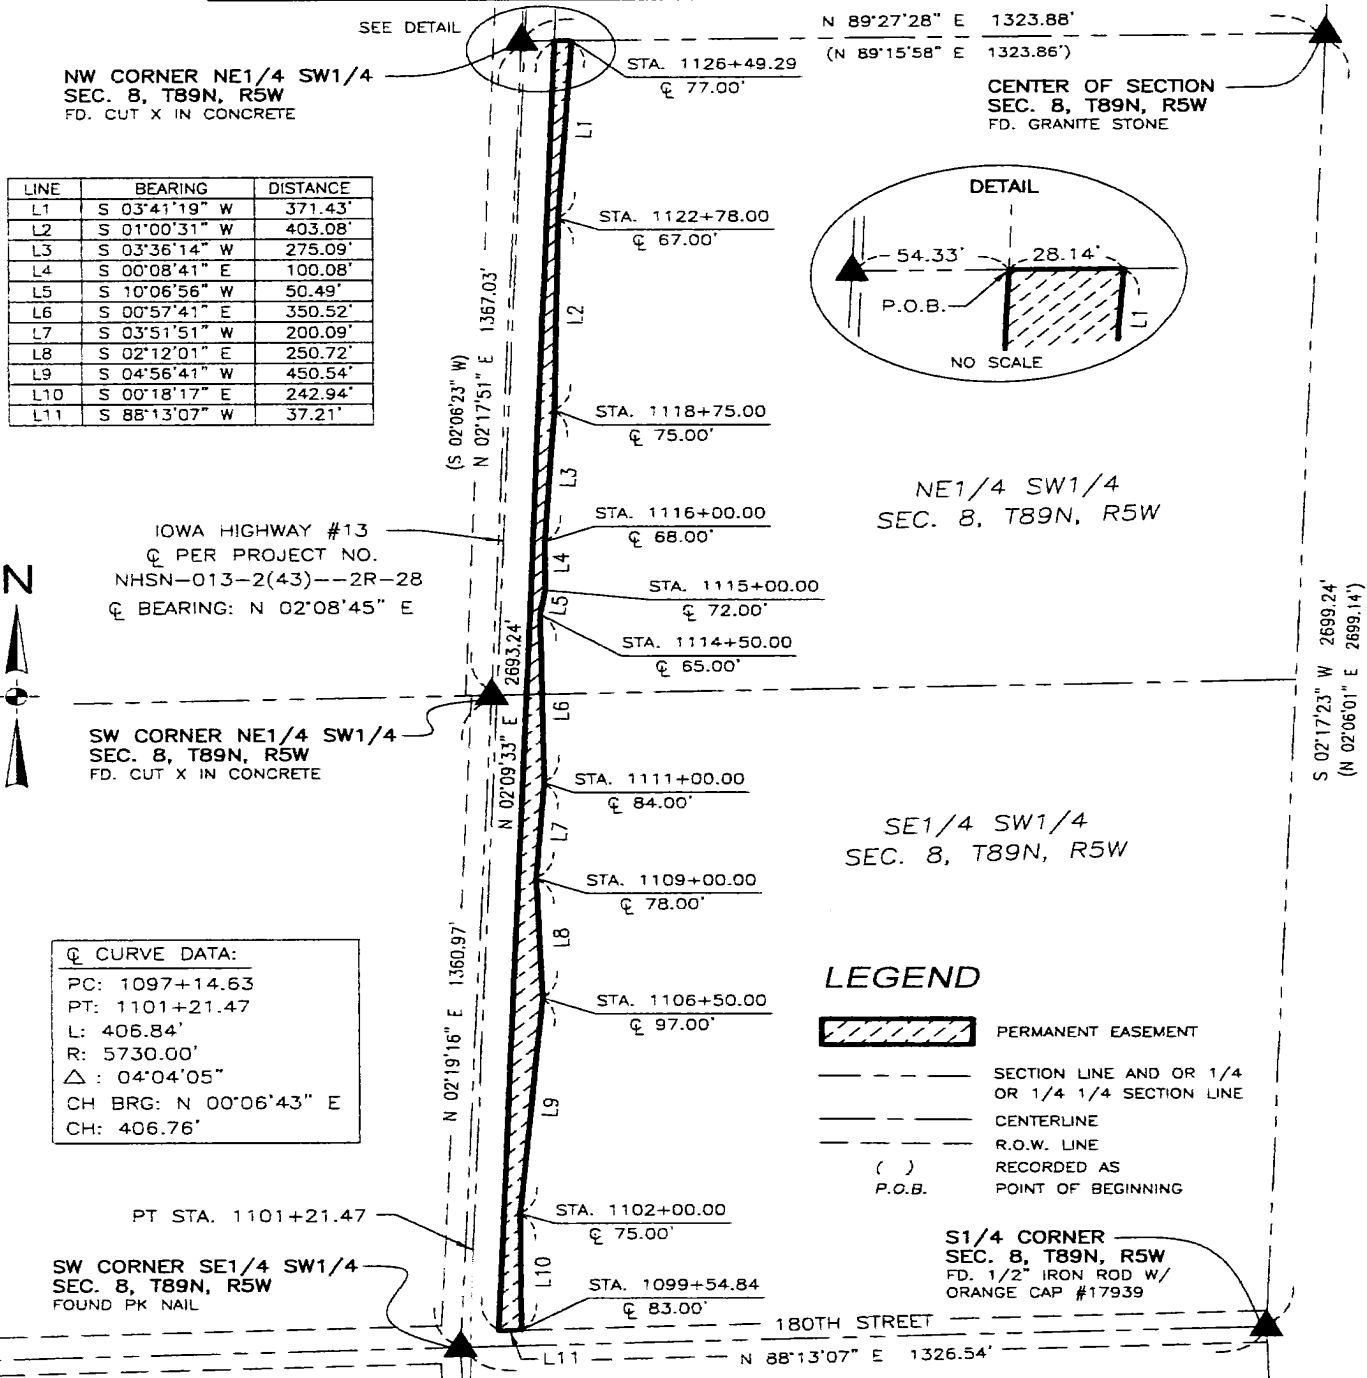 SEE DETAIL
N 89°27'28" E 1323.88'
(N 89°15'58" E 1323.86')
NW CORNER NE1/4 SW1/4
SEC. 8, T89N, R5W
FD. CUT X IN CONCRETE
STA. 1126+49.29
℄ 77.00'
CENTER OF SECTION
SEC. 8, T89N, R5W
FD. GRANITE STONE
LINE BEARING DISTANCE
L1 S 03°41'19" W 371.43'
L2 S 01°00'31" W 403.08'
L3 S 03°36'14" W 275.09'
L4 S 00°08'41" E 100.08'
L5 S 10°06'56" W 50.49'
L6 S 00°57'41" E 350.52'
L7 S 03°51'51" W 200.09'
L8 S 02°12'01" E 250.72'
L9 S 04°56'41" W 450.54'
L10 S 00°18'17" E 242.94'
L11 S 88°13'07" W 37.21'
L1
STA. 1122+78.00
℄ 67.00'
DETAIL
54.33'
28.14'
P.O.B.
L1
NO SCALE
(S 02°06'23" W)
N 02°17'51" E 1367.03'
L2
STA. 1118+75.00
℄ 75.00'
L3
NE1/4 SW1/4
SEC. 8, T89N, R5W
IOWA HIGHWAY #13
℄ PER PROJECT NO.
NHSN-013-2(43)--2R-28
℄ BEARING: N 02°08'45" E
STA. 1116+00.00
℄ 68.00'
L4
STA. 1115+00.00
℄ 72.00'
L5
STA. 1114+50.00
℄ 65.00'
N
N 02°09'33" E 2693.24'
S 02°17'23" W 2699.24'
(N 02°06'01" E 2699.14')
L6
SW CORNER NE1/4 SW1/4
SEC. 8, T89N, R5W
FD. CUT X IN CONCRETE
STA. 1111+00.00
℄ 84.00'
L7
SE1/4 SW1/4
SEC. 8, T89N, R5W
STA. 1109+00.00
℄ 78.00'
L8
N 02°19'16" E 1360.97'
℄ CURVE DATA:
PC: 1097+14.63
PT: 1101+21.47
L: 406.84'
R: 5730.00'
△ : 04°04'05"
CH BRG: N 00°06'43" E
CH: 406.76'
STA. 1106+50.00
℄ 97.00'
L9
LEGEND
PERMANENT EASEMENT
SECTION LINE AND OR 1/4
OR 1/4 1/4 SECTION LINE
CENTERLINE
R.O.W. LINE
( ) RECORDED AS
P.O.B. POINT OF BEGINNING
PT STA. 1101+21.47
STA. 1102+00.00
℄ 75.00'
L10
SW CORNER SE1/4 SW1/4
SEC. 8, T89N, R5W
FOUND PK NAIL
STA. 1099+54.84
℄ 83.00'
S1/4 CORNER
SEC. 8, T89N, R5W
FD. 1/2" IRON ROD W/
ORANGE CAP #17939
180TH STREET
L11
N 88°13'07" E 1326.54'